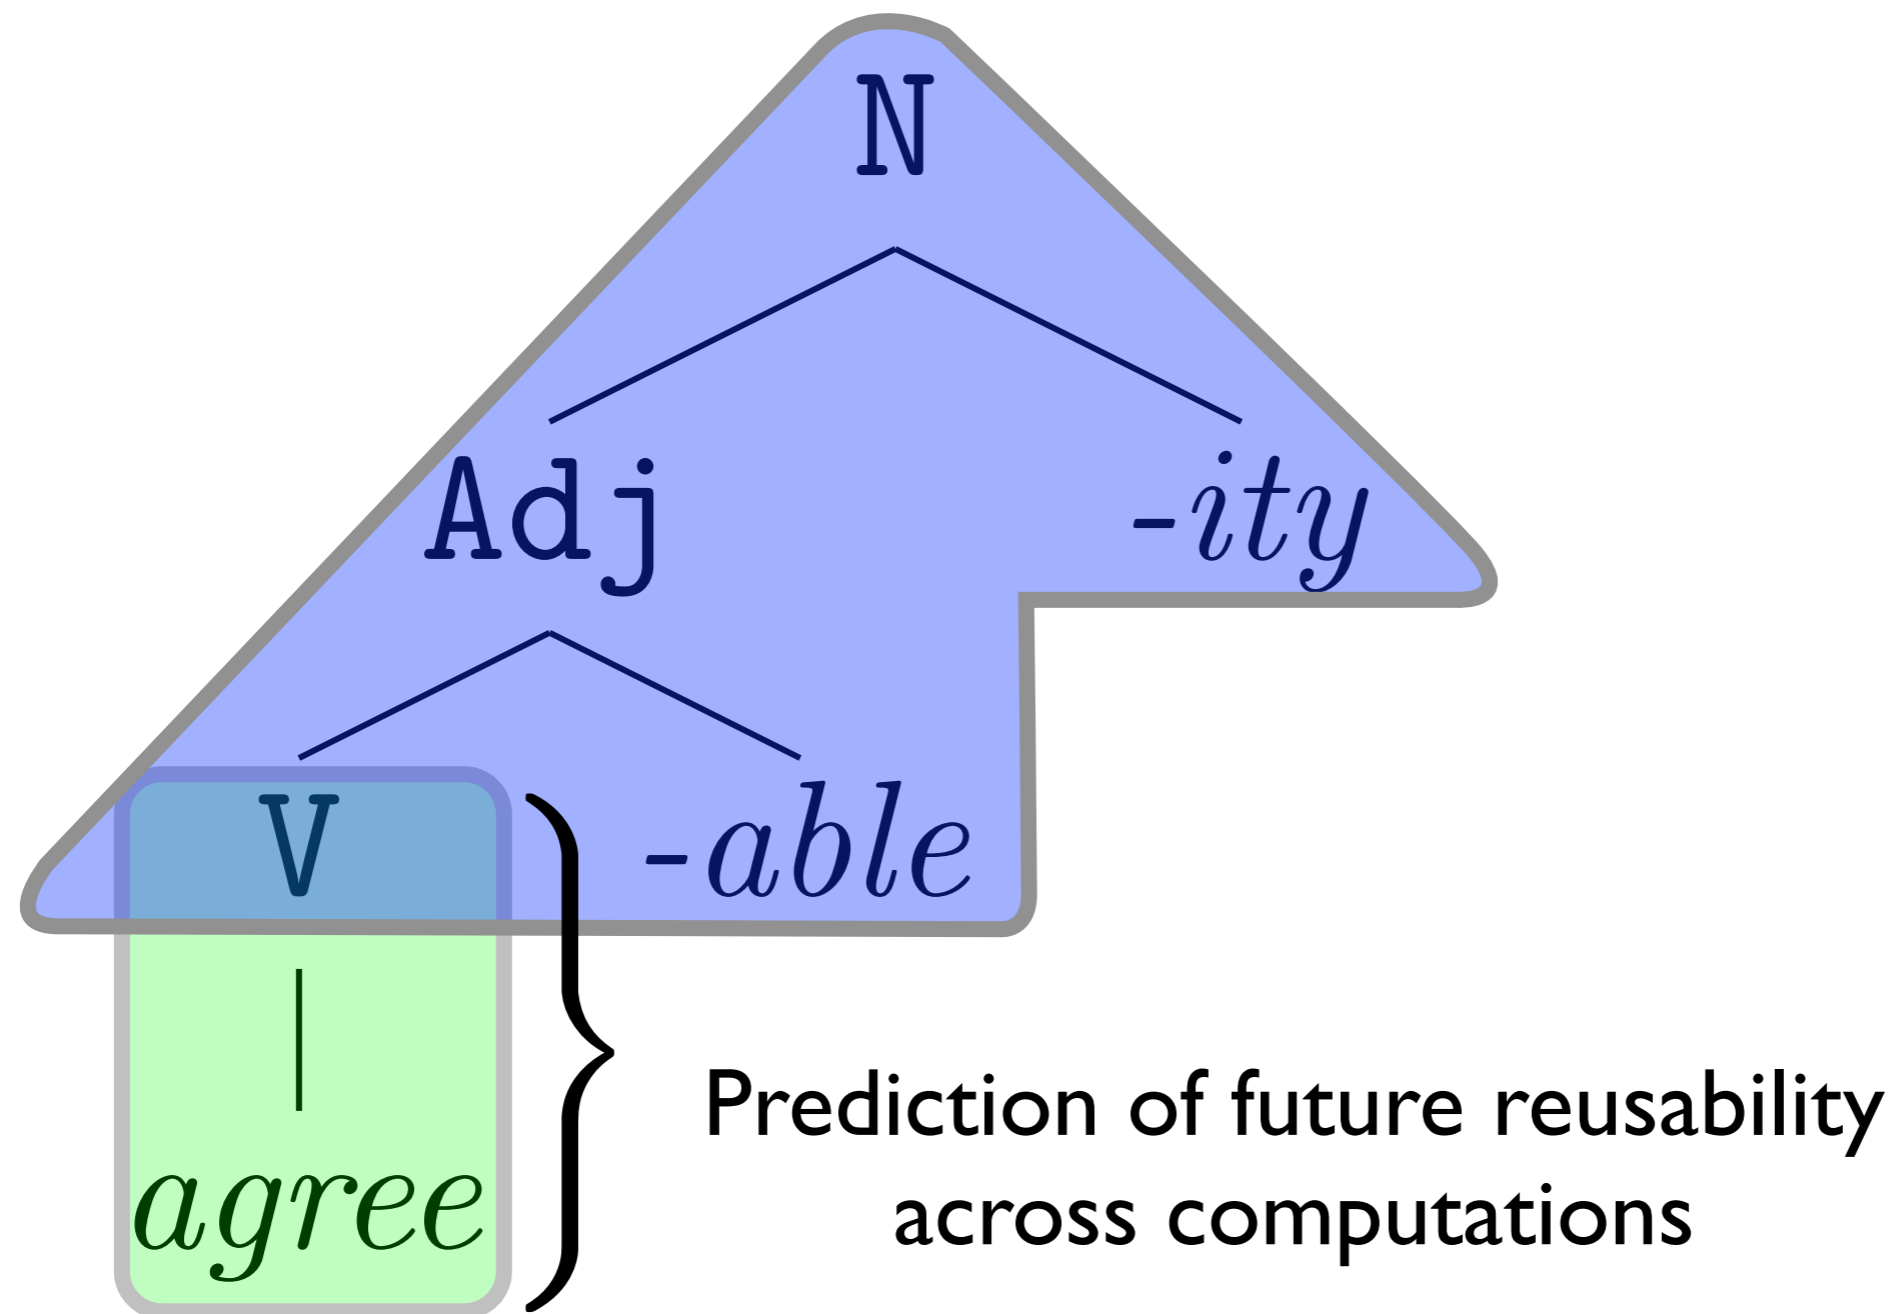 N
Adj -ity
V -able
agree
Prediction of future reusability
across computations